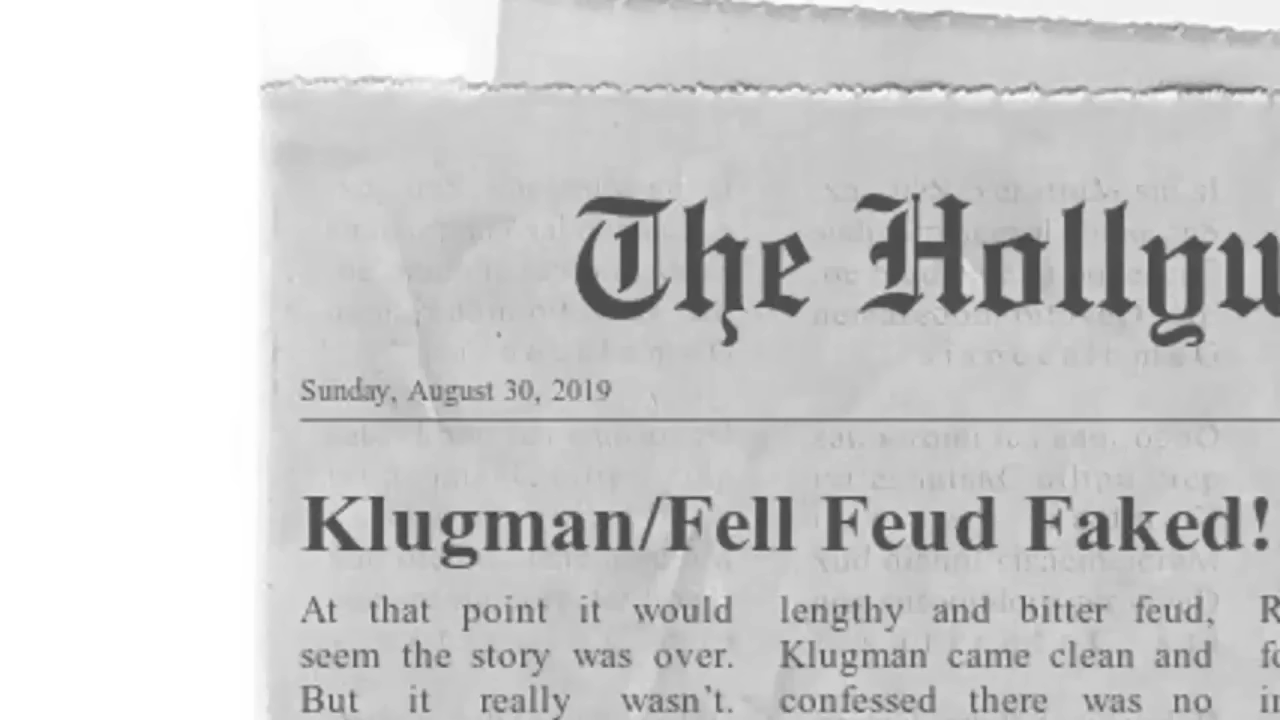 The Hollyw
Sunday, August 30, 2019
Klugman/Fell Feud Faked!
At that point it would
seem the story was over.
But it really wasn't.
lengthy and bitter feud,
Klugman came clean and
confessed there was no